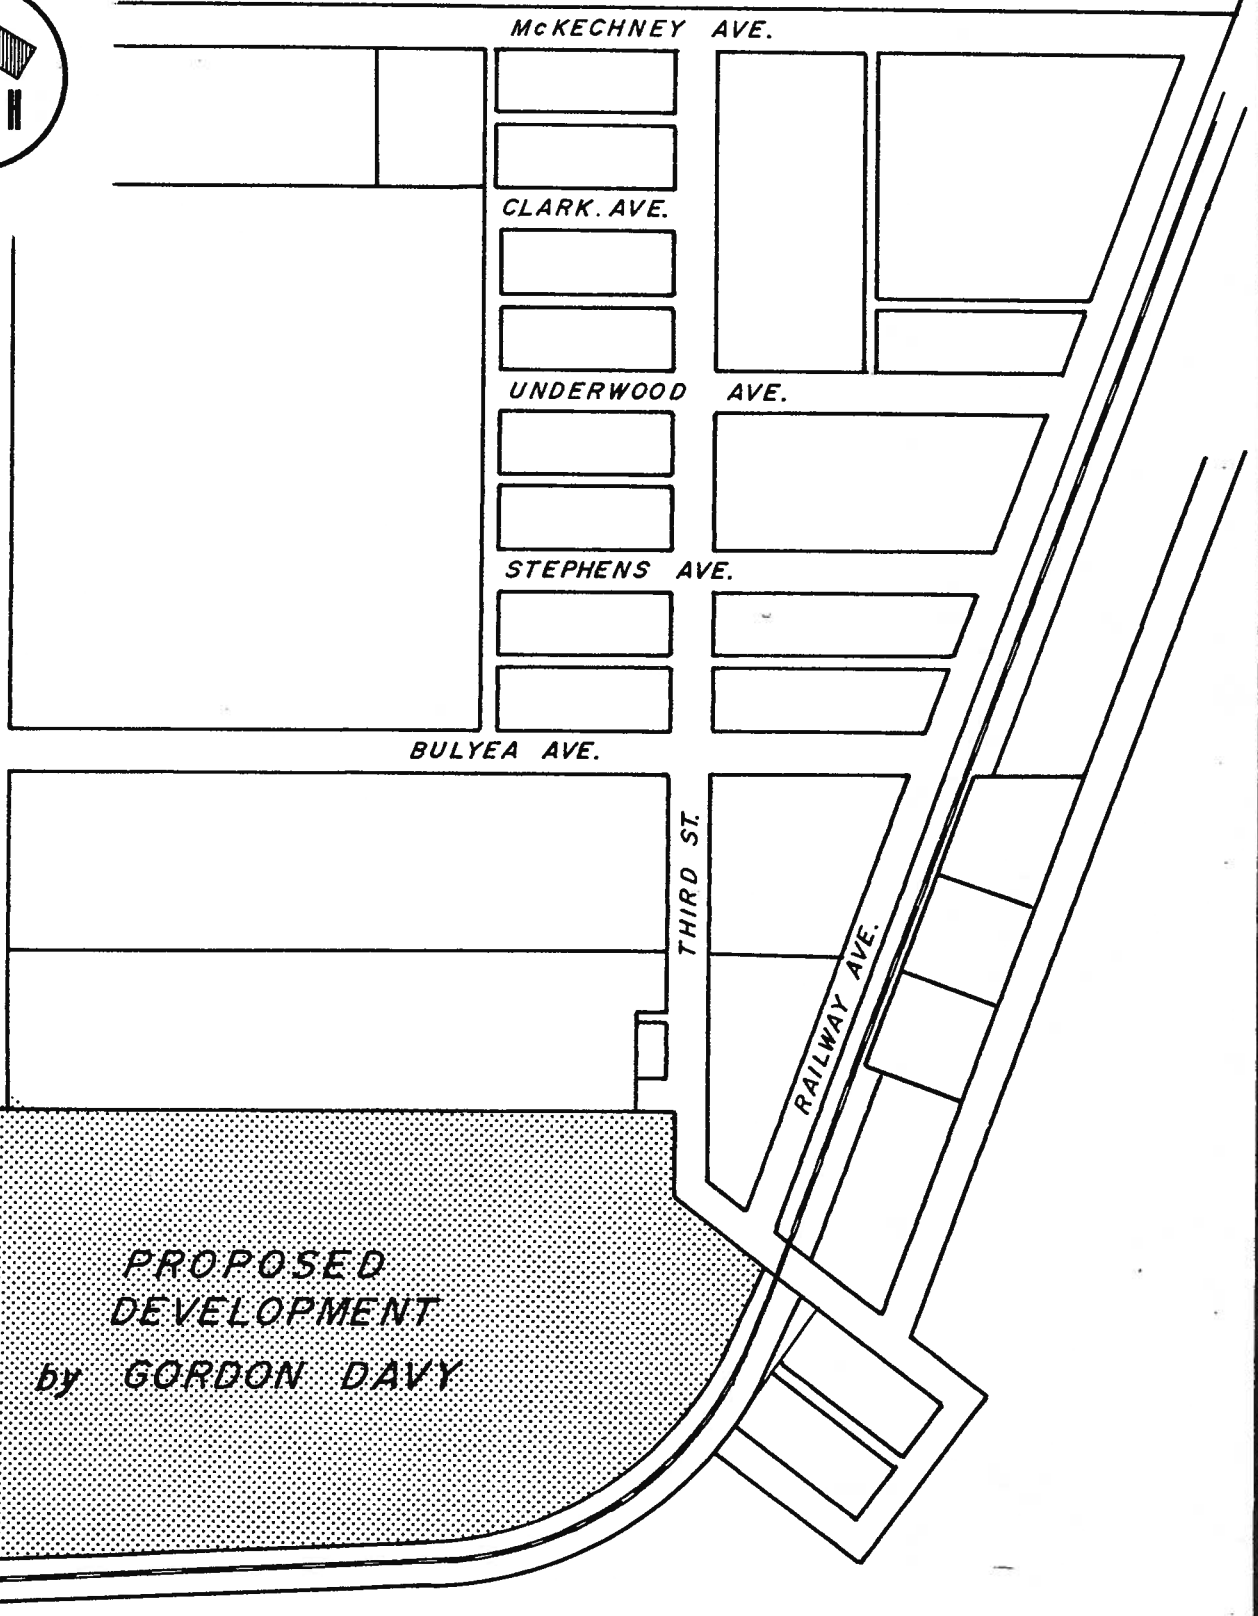 McKECHNEY AVE.
CLARK. AVE.
UNDERWOOD AVE.
STEPHENS AVE.
BULYEA AVE.
THIRD ST.
RAILWAY AVE.
PROPOSED
DEVELOPMENT
by GORDON DAVY